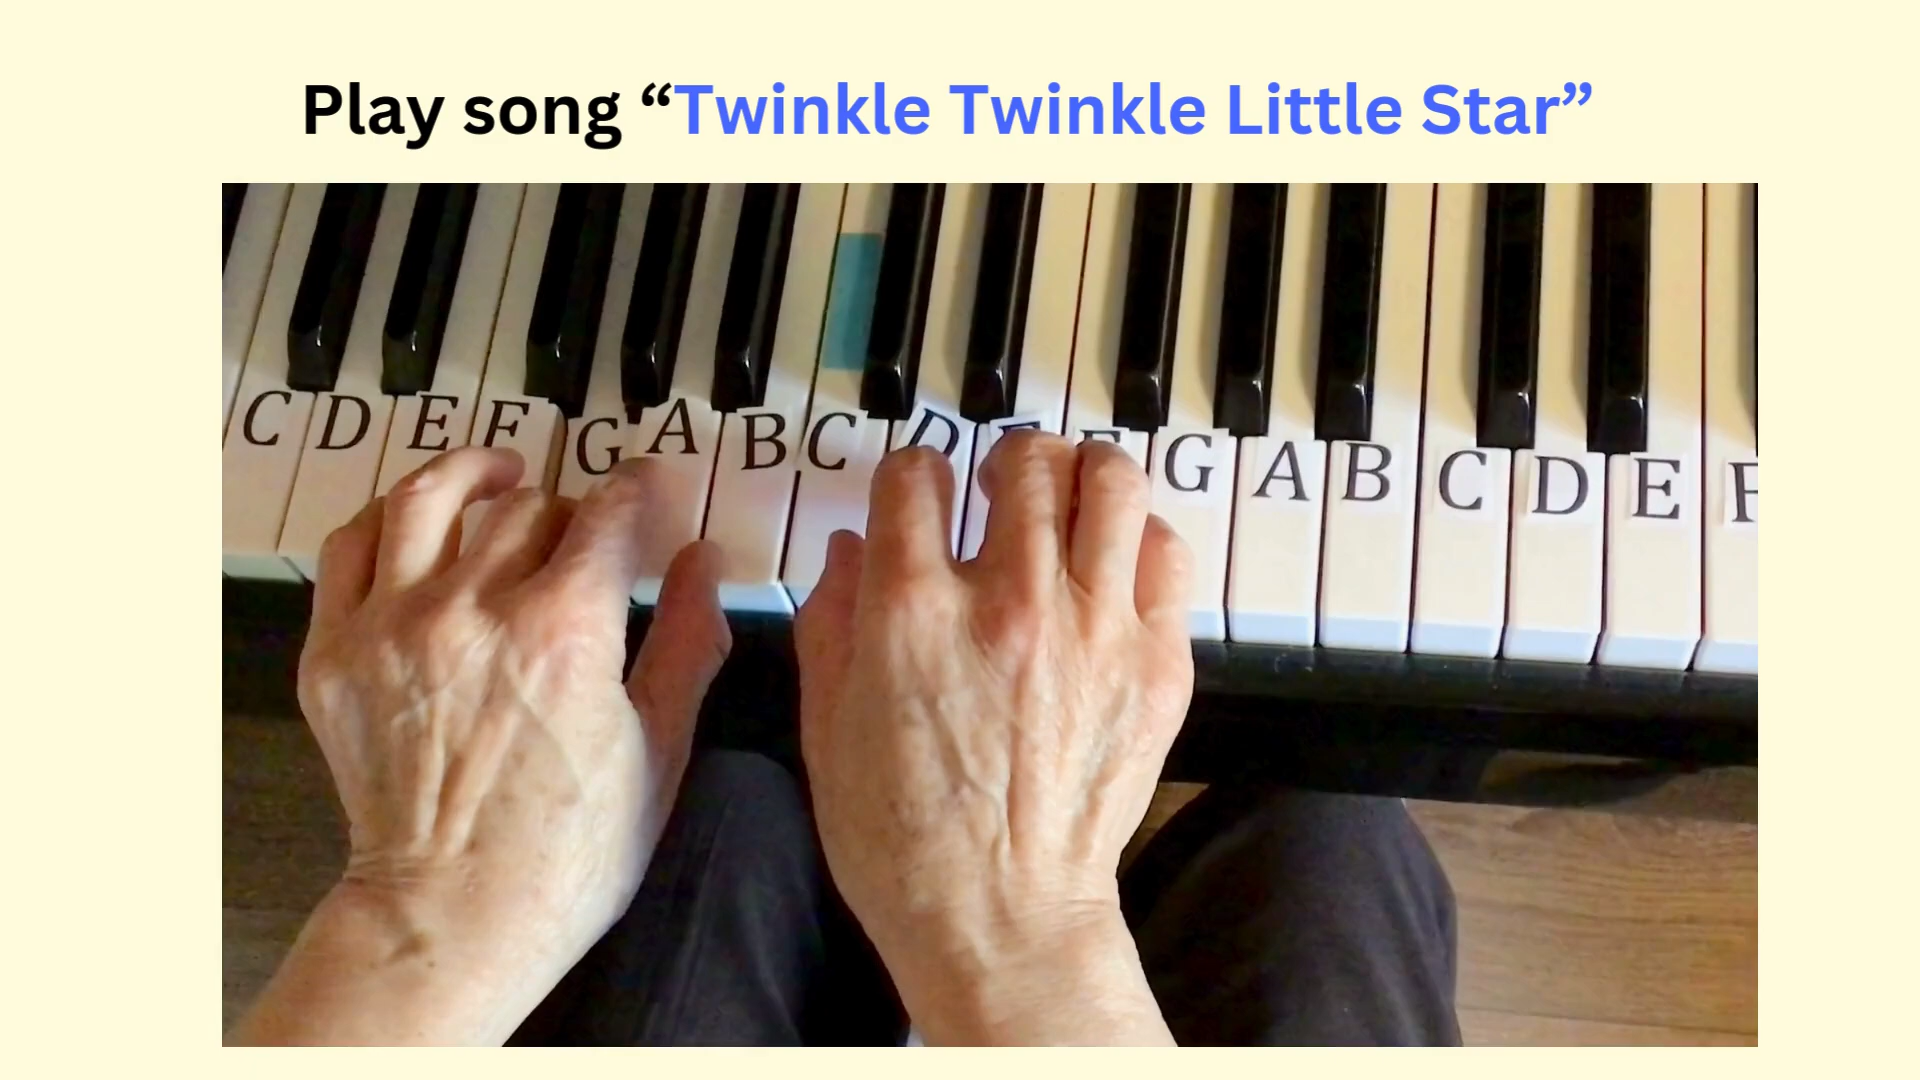 Play song “Twinkle Twinkle Little Star”
C D E F G A B C D E F G A B C D E F